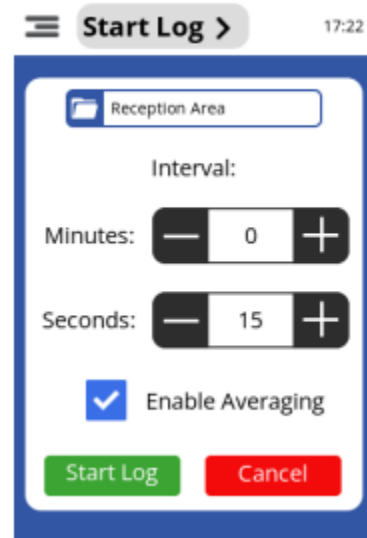 Start Log >
17:22
Reception Area
Interval:
Minutes: — 0 +
Seconds: — 15 +
Enable Averaging
Start Log
Cancel